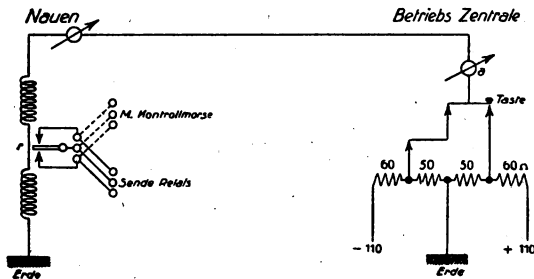 Nauen
Betriebs Zentrale
a
Taste
M. Kontrollmorse
r
Sende Relais
60 50 50 60 Ω
- 110
+ 110
Erde
Erde